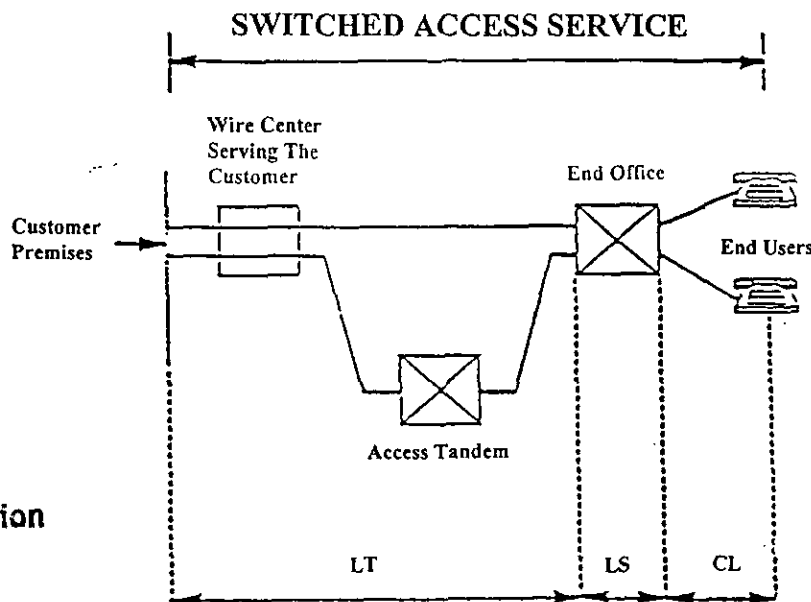 SWITCHED ACCESS SERVICE
Wire Center
Serving The
Customer
End Office
Customer
Premises
End Users
Access Tandem
LT
LS
CL